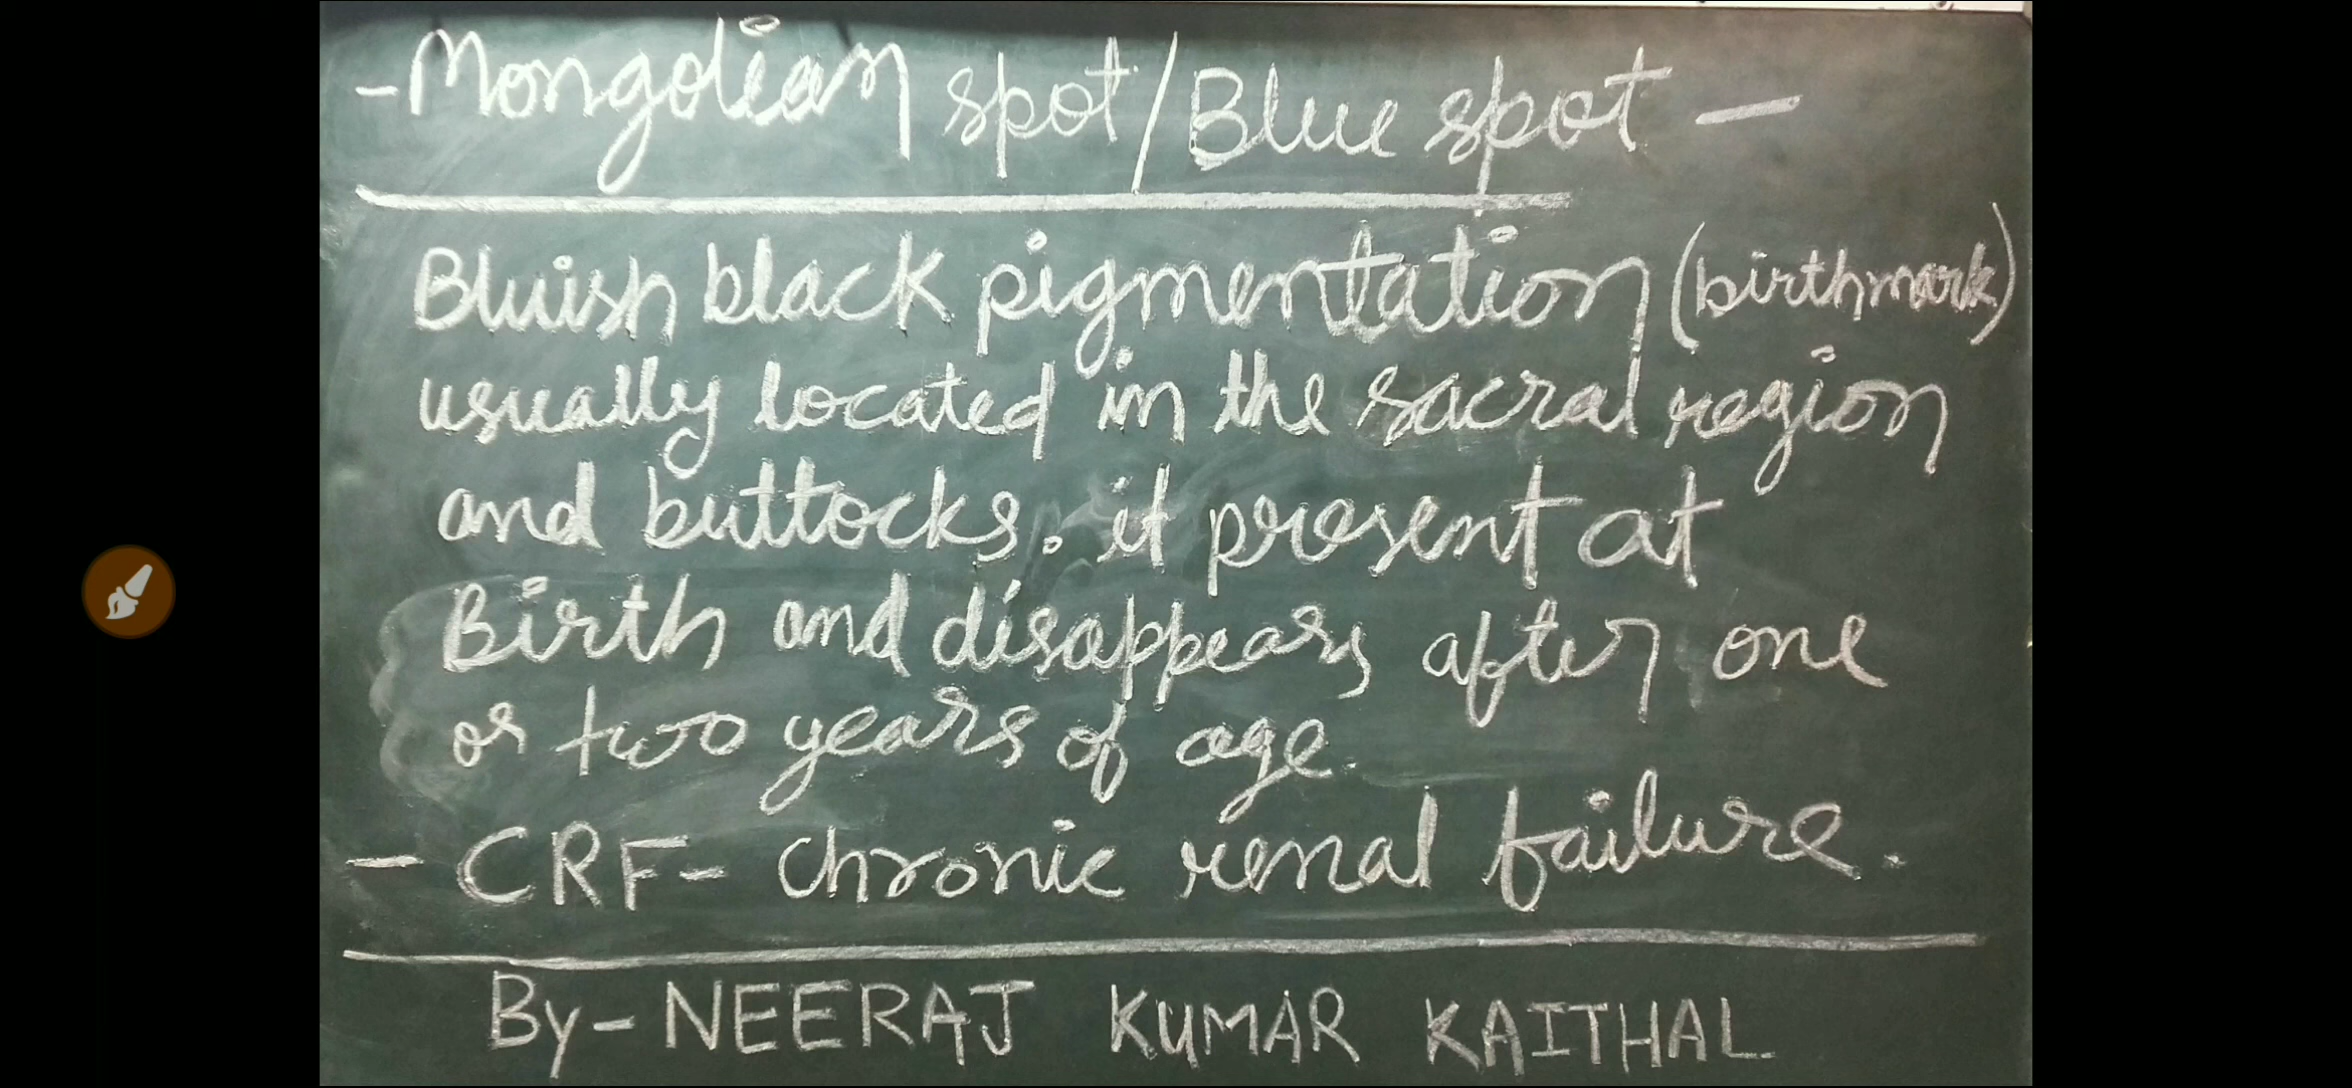 - Mongolian spot/Blue spot -
Bluish black pigmentation (birthmark)
usually located in the sacral region
and buttocks. it present at
Birth and disappears after one
or two years of age.
- CRF - Chronic renal failure.
By - NEERAJ KUMAR KAITHAL